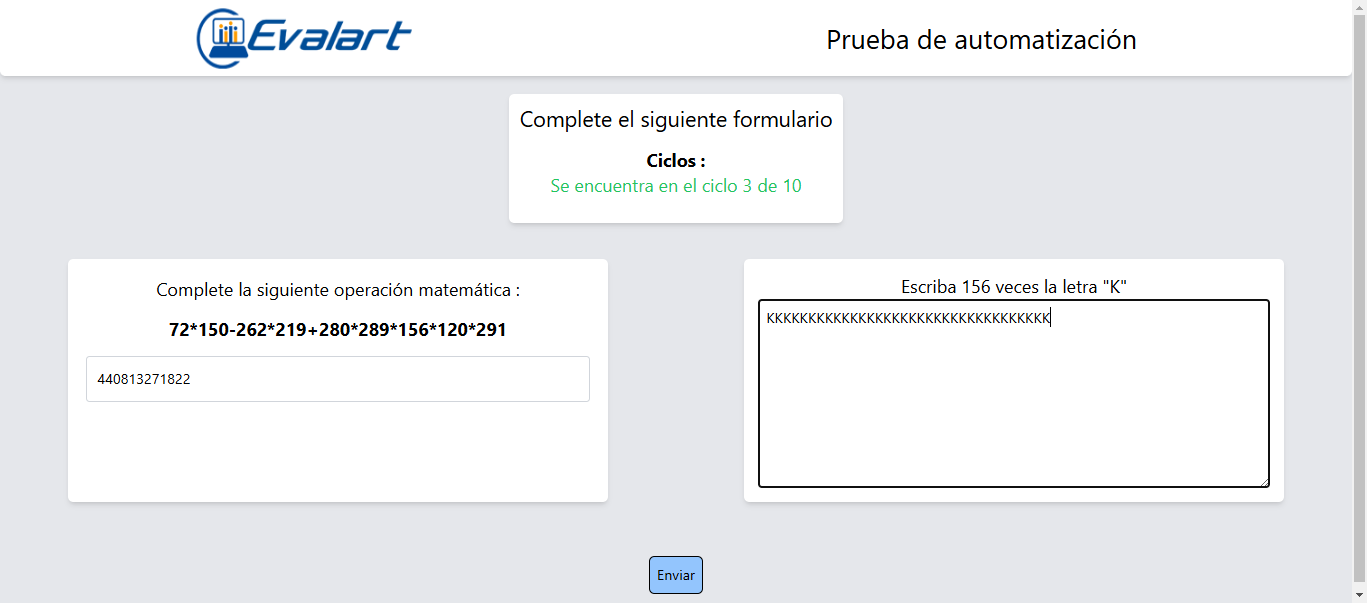 Evalart
Prueba de automatización
Complete el siguiente formulario
Ciclos :
Se encuentra en el ciclo 3 de 10
Complete la siguiente operación matemática :
72*150-262*219+280*289*156*120*291
440813271822
Escriba 156 veces la letra "K"
KKKKKKKKKKKKKKKKKKKKKKKKKKKKKKKKKK
Enviar